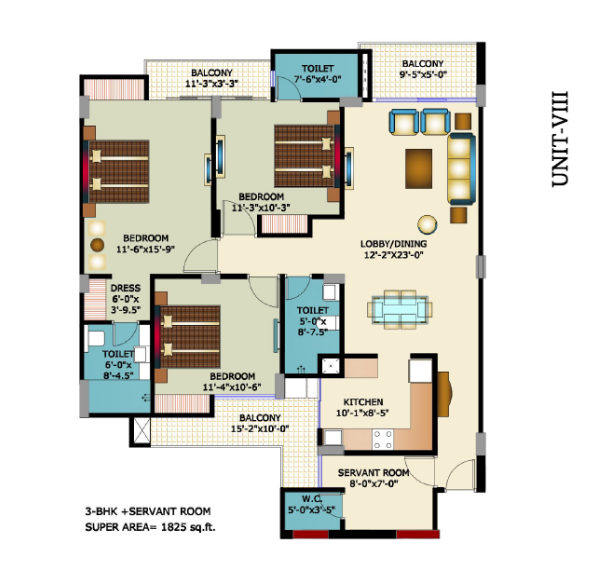 BALCONY
11'-3"x3'-3"
TOILET
7'-6"x4'-0"
BALCONY
9'-5"x5'-0"
UNIT-VIII
BEDROOM
11'-3"x10'-3"
BEDROOM
11'-6"x15'-9"
LOBBY/DINING
12'-2"X23'-0"
DRESS
6'-0"x
3'-9.5"
TOILET
5'-0"x
8'-7.5"
TOILET
6'-0"x
8'-4.5"
BEDROOM
11'-4"x10'-6"
KITCHEN
10'-1"x8'-5"
BALCONY
15'-2"x10'-0"
SERVANT ROOM
8'-0"x7'-0"
W.C.
5'-0"x3'-5"
3-BHK +SERVANT ROOM
SUPER AREA= 1825 sq.ft.